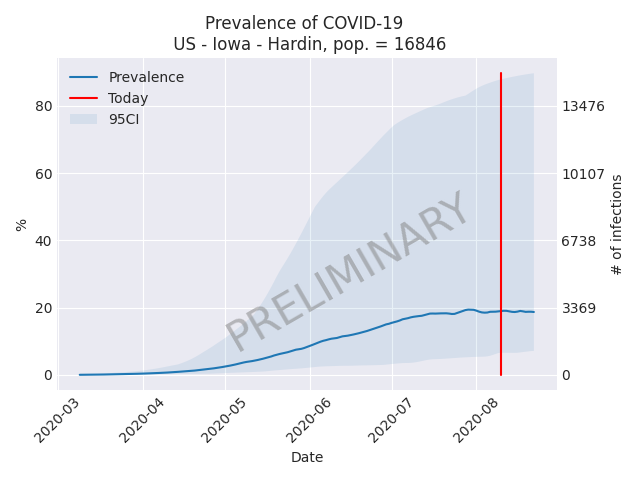 Prevalence of COVID-19
US - Iowa - Hardin, pop. = 16846
Prevalence
Today
95CI
PRELIMINARY
80
60
40
20
0
%
13476
10107
6738
3369
0
# of infections
2020-03
2020-04
2020-05
2020-06
2020-07
2020-08
Date